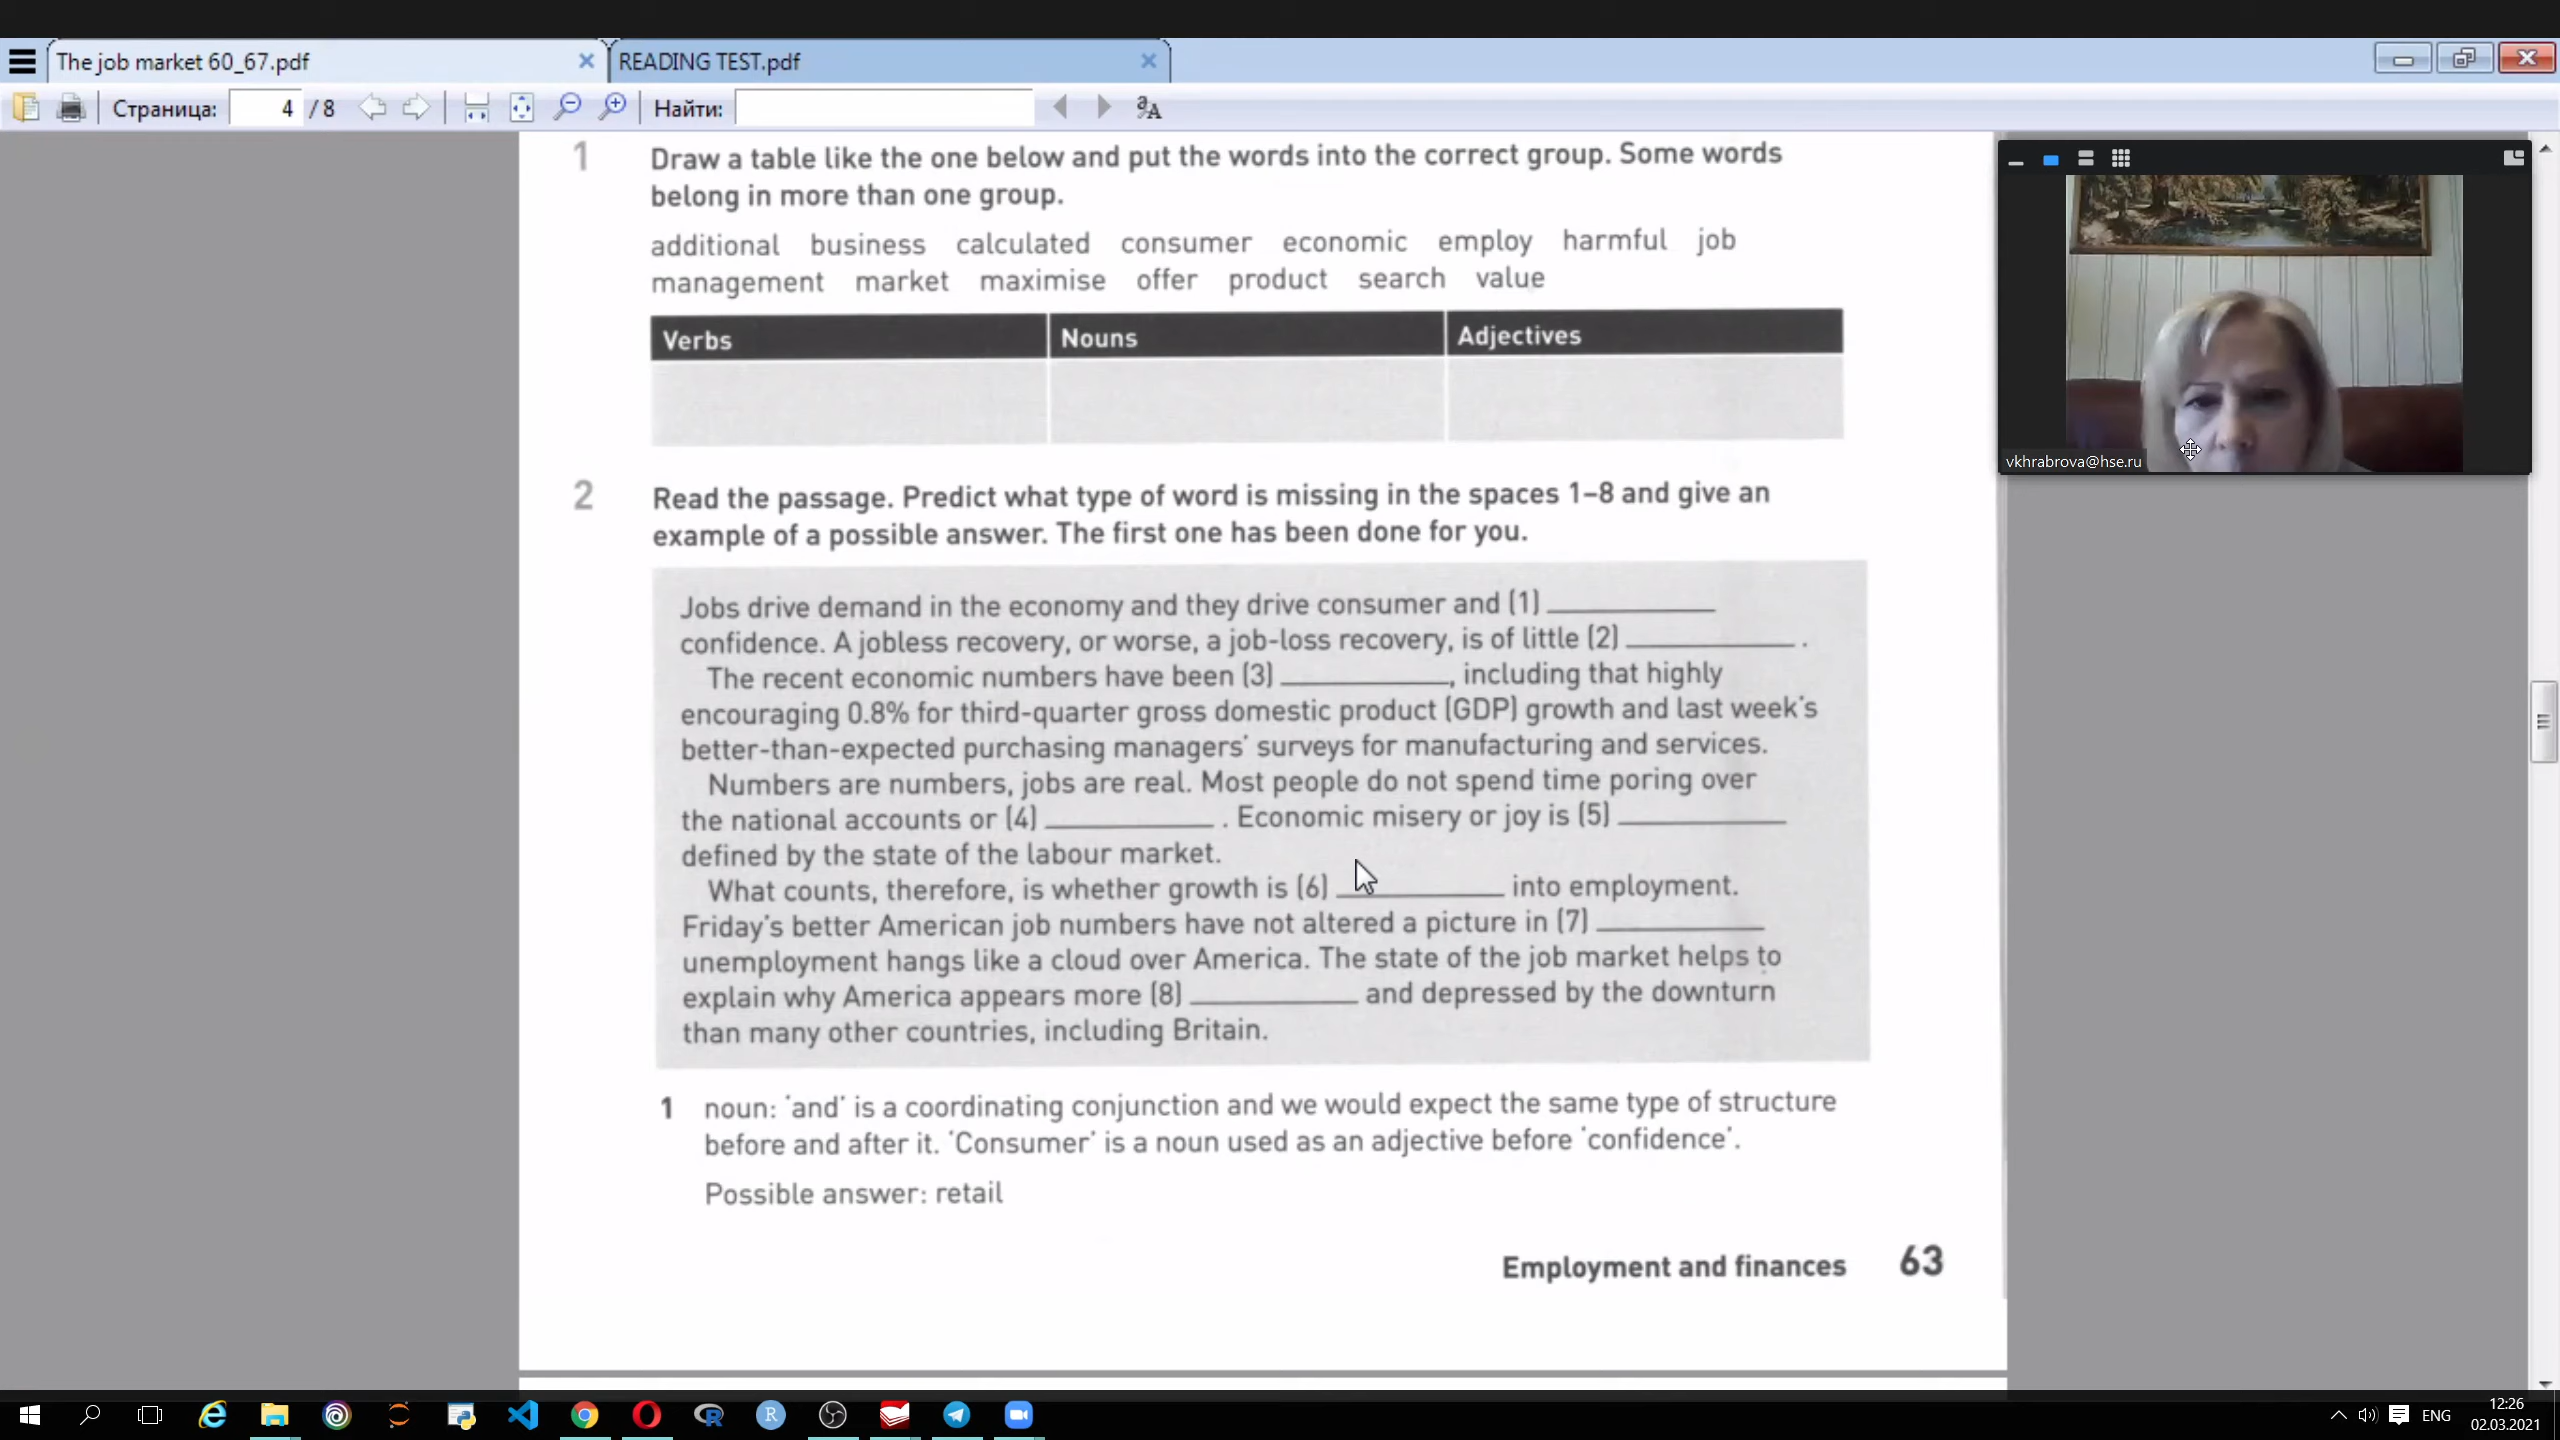 The job market 60_67.pdf
READING TEST.pdf
Страница: 4 / 8 Найти:
1 Draw a table like the one below and put the words into the correct group. Some words
belong in more than one group.
additional business calculated consumer economic employ harmful job
management market maximise offer product search value
Verbs Nouns Adjectives
2 Read the passage. Predict what type of word is missing in the spaces 1–8 and give an
example of a possible answer. The first one has been done for you.
Jobs drive demand in the economy and they drive consumer and (1) ____________
confidence. A jobless recovery, or worse, a job-loss recovery, is of little (2) ____________ .
The recent economic numbers have been (3) ____________, including that highly
encouraging 0.8% for third-quarter gross domestic product (GDP) growth and last week's
better-than-expected purchasing managers' surveys for manufacturing and services.
Numbers are numbers, jobs are real. Most people do not spend time poring over
the national accounts or (4) ____________ . Economic misery or joy is (5) ____________
defined by the state of the labour market.
What counts, therefore, is whether growth is (6) ____________ into employment.
Friday's better American job numbers have not altered a picture in (7) ____________
unemployment hangs like a cloud over America. The state of the job market helps to
explain why America appears more (8) ____________ and depressed by the downturn
than many other countries, including Britain.
1 noun: 'and' is a coordinating conjunction and we would expect the same type of structure
before and after it. 'Consumer' is a noun used as an adjective before 'confidence'.
Possible answer: retail
Employment and finances 63
vkhrabrova@hse.ru
ENG
12:26
02.03.2021